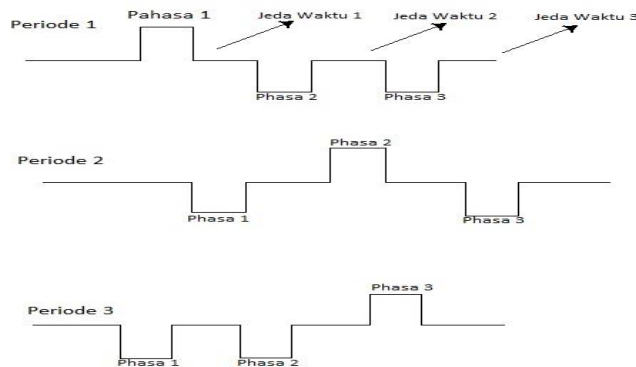 Periode 1
Pahasa 1
Jeda Waktu 1
Jeda Waktu 2
Jeda Waktu 3
Phasa 2
Phasa 3
Periode 2
Phasa 2
Phasa 1
Phasa 3
Periode 3
Phasa 3
Phasa 1
Phasa 2